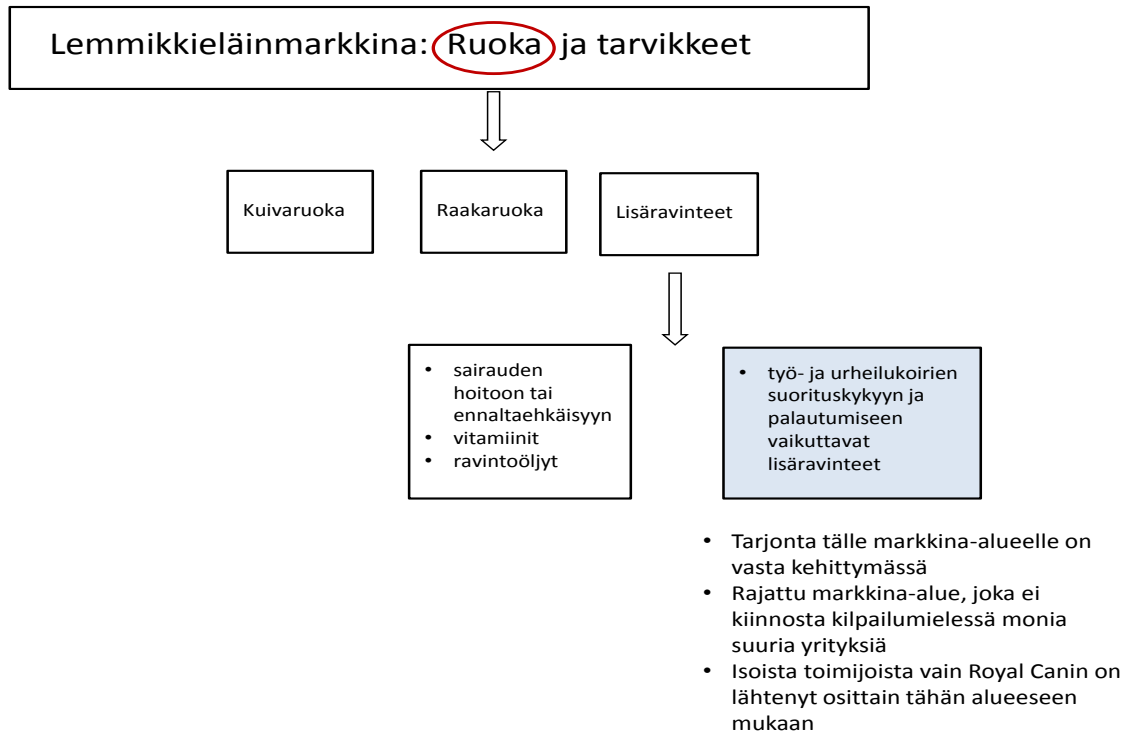 Lemmikkieläinmarkkina: Ruoka ja tarvikkeet
Kuivaruoka
Raakaruoka
Lisäravinteet
• sairauden
hoitoon tai
ennaltaehkäisyyn
• vitamiinit
• ravintoöljyt
• työ- ja urheilukoirien
suorituskykyyn ja
palautumiseen
vaikuttavat
lisäravinteet
• Tarjonta tälle markkina-alueelle on
vasta kehittymässä
• Rajattu markkina-alue, joka ei
kiinnosta kilpailumielessä monia
suuria yrityksiä
• Isoista toimijoista vain Royal Canin on
lähtenyt osittain tähän alueeseen
mukaan